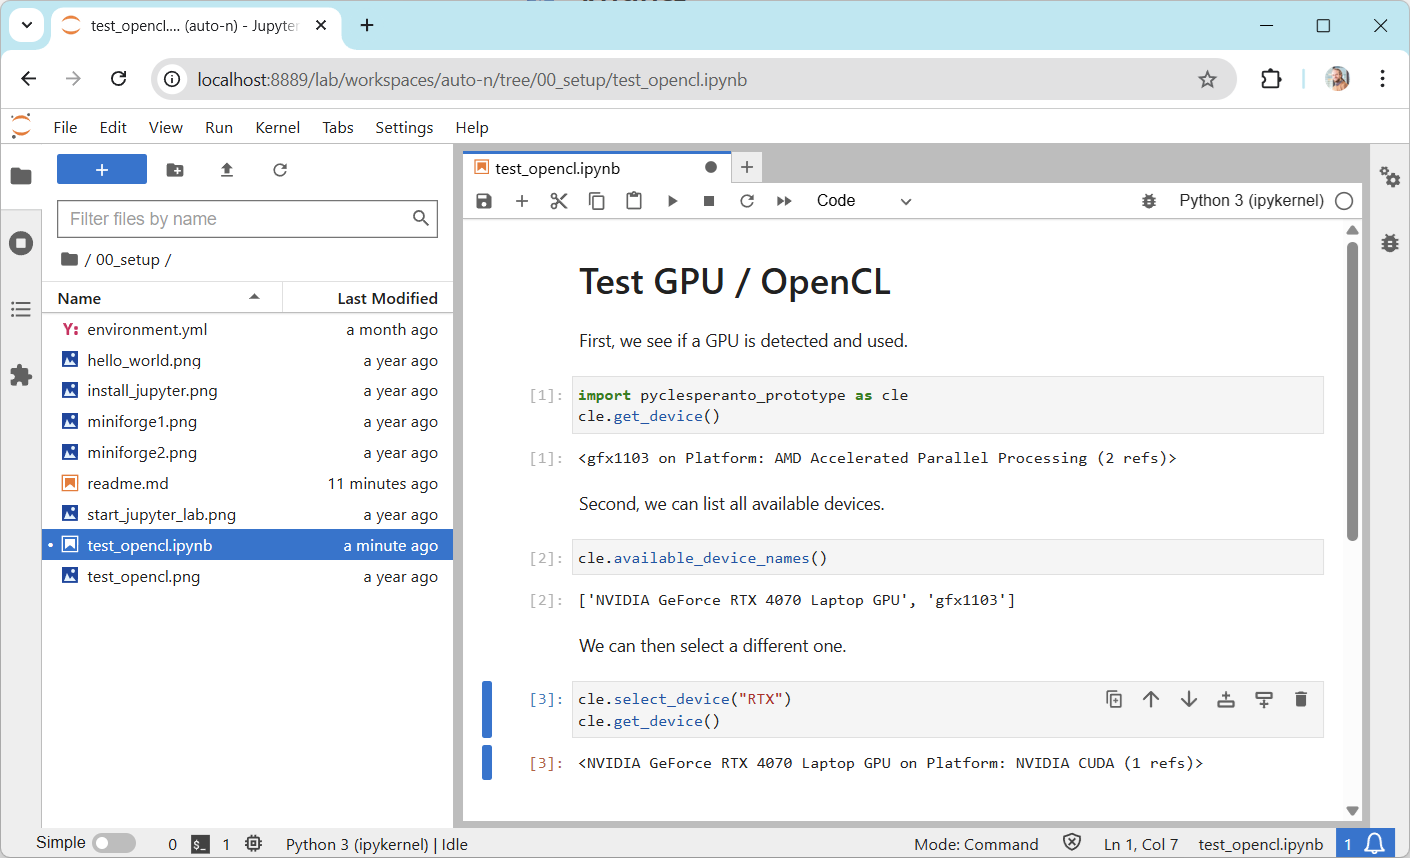 test_opencl.... (auto-n) - Jupyter
localhost:8889/lab/workspaces/auto-n/tree/00_setup/test_opencl.ipynb
File Edit View Run Kernel Tabs Settings Help
+
Filter files by name
/ 00_setup /
Name Last Modified
Y: environment.yml a month ago
hello_world.png a year ago
install_jupyter.png a year ago
miniforge1.png a year ago
miniforge2.png a year ago
readme.md 11 minutes ago
start_jupyter_lab.png a year ago
• test_opencl.ipynb a minute ago
test_opencl.png a year ago
test_opencl.ipynb
Code
Python 3 (ipykernel)
Test GPU / OpenCL
First, we see if a GPU is detected and used.
[1]: import pyclesperanto_prototype as cle
cle.get_device()
[1]: <gfx1103 on Platform: AMD Accelerated Parallel Processing (2 refs)>
Second, we can list all available devices.
[2]: cle.available_device_names()
[2]: ['NVIDIA GeForce RTX 4070 Laptop GPU', 'gfx1103']
We can then select a different one.
[3]: cle.select_device("RTX")
cle.get_device()
[3]: <NVIDIA GeForce RTX 4070 Laptop GPU on Platform: NVIDIA CUDA (1 refs)>
Simple 0 $_ 1 Python 3 (ipykernel) | Idle Mode: Command Ln 1, Col 7 test_opencl.ipynb 1